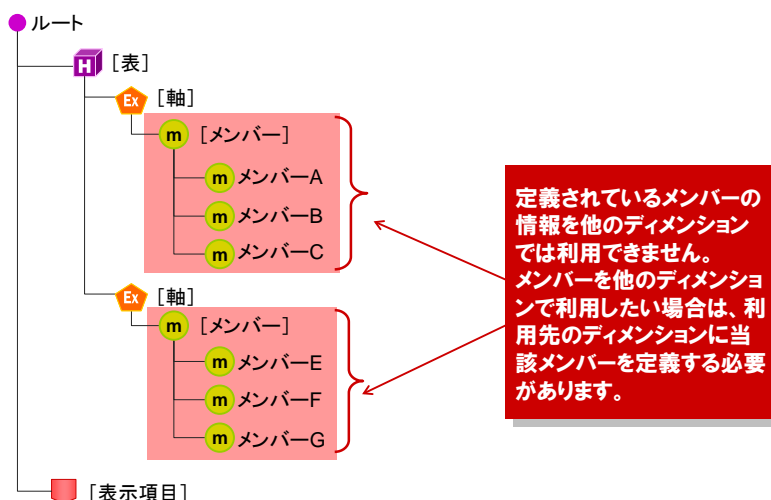 ルート
H [表]
Ex [軸]
m [メンバー]
m メンバーA
m メンバーB
m メンバーC
Ex [軸]
m [メンバー]
m メンバーE
m メンバーF
m メンバーG
[表示項目]
定義されているメンバーの
情報を他のディメンション
では利用できません。
メンバーを他のディメンショ
ンで利用したい場合は、利
用先のディメンションに当
該メンバーを定義する必要
があります。